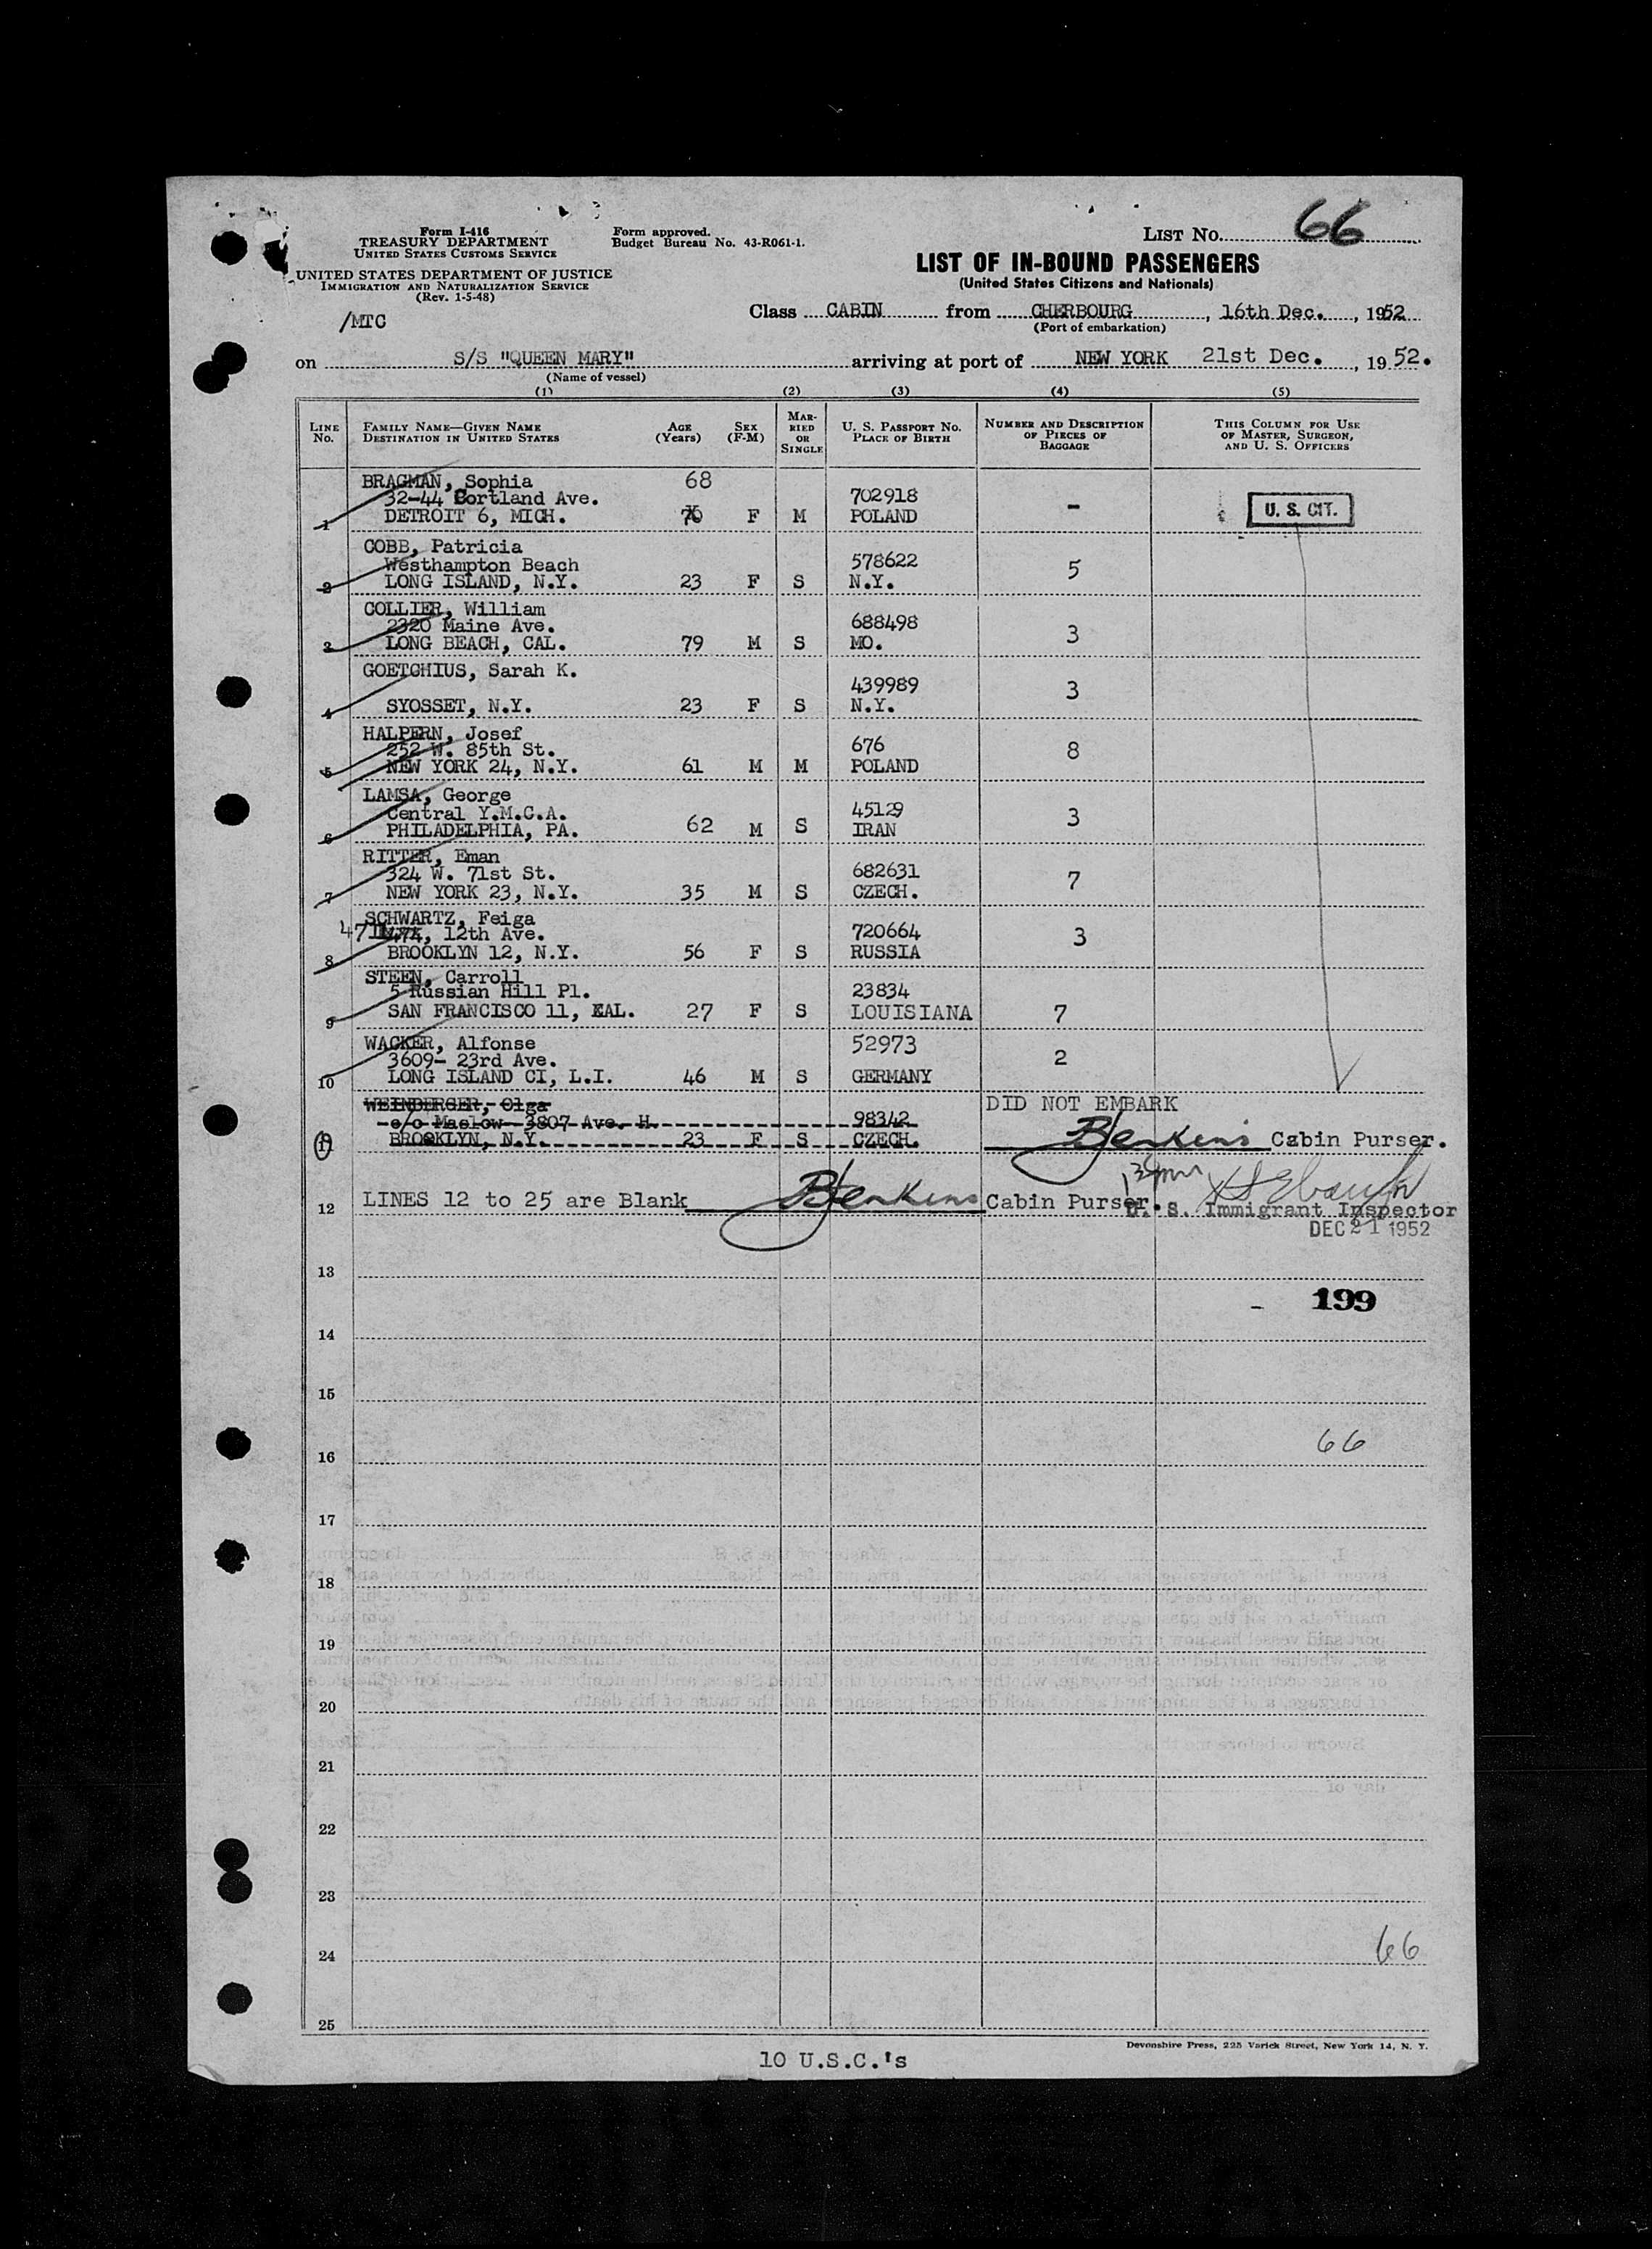 Form I-416
TREASURY DEPARTMENT
UNITED STATES CUSTOMS SERVICE
UNITED STATES DEPARTMENT OF JUSTICE
IMMIGRATION AND NATURALIZATION SERVICE
(Rev. 1-5-48)
/MTC
Form approved.
Budget Bureau No. 43-R061-1.
LIST NO. 66
LIST OF IN-BOUND PASSENGERS
(United States Citizens and Nationals)
Class CABIN from CHERBOURG, 16th Dec., 1952
(Port of embarkation)
on S/S "QUEEN MARY" arriving at port of NEW YORK 21st Dec., 1952.
(Name of vessel)
(1) (2) (3) (4) (5)
LINE NO. FAMILY NAME—GIVEN NAME DESTINATION IN UNITED STATES AGE (Years) SEX (F-M) MARRIED OR SINGLE U. S. PASSPORT NO. PLACE OF BIRTH NUMBER AND DESCRIPTION OF PIECES OF BAGGAGE THIS COLUMN FOR USE OF MASTER, SURGEON, AND U. S. OFFICERS
BRAGMAN, Sophia 68
32-44 Cortland Ave. 702918 -
1 DETROIT 6, MICH. 70 F M POLAND U. S. CIT.
COBB, Patricia
Westhampton Beach 578622 5
2 LONG ISLAND, N.Y. 23 F S N.Y.
COLLIER, William
2320 Maine Ave. 688498 3
3 LONG BEACH, CAL. 79 M S MO.
GOETCHIUS, Sarah K.
439989 3
4 SYOSSET, N.Y. 23 F S N.Y.
HALPERN, Josef
252 W. 85th St. 676 8
5 NEW YORK 24, N.Y. 61 M M POLAND
LAMSA, George
Central Y.M.C.A. 45129 3
6 PHILADELPHIA, PA. 62 M S IRAN
RITTER, Eman
324 W. 71st St. 682631 7
7 NEW YORK 23, N.Y. 35 M S CZECH.
SCHWARTZ, Feiga
12th Ave. 720664 3
8 BROOKLYN 12, N.Y. 56 F S RUSSIA
STEEN, Carroll
5 Russian Hill Pl. 23834
9 SAN FRANCISCO 11, CAL. 27 F S LOUISIANA 7
WACKER, Alfonse 52973
3609- 23rd Ave. 2
10 LONG ISLAND CI, L.I. 46 M S GERMANY
WEINBERGER, Olga DID NOT EMBARK
c/o Maslow 3807 Ave. H. 98342
11 BROOKLYN, N.Y. 23 F S CZECH. BJenkins Cabin Purser.
12 LINES 12 to 25 are Blank BJenkins Cabin Purser.
U. S. Immigrant Inspector
DEC 21 1952
13
199
14
15
16
66
17
18
19
20
21
22
23
24
66
25
Devonshire Press, 225 Varick Street, New York 14, N. Y.
10 U.S.C.'s